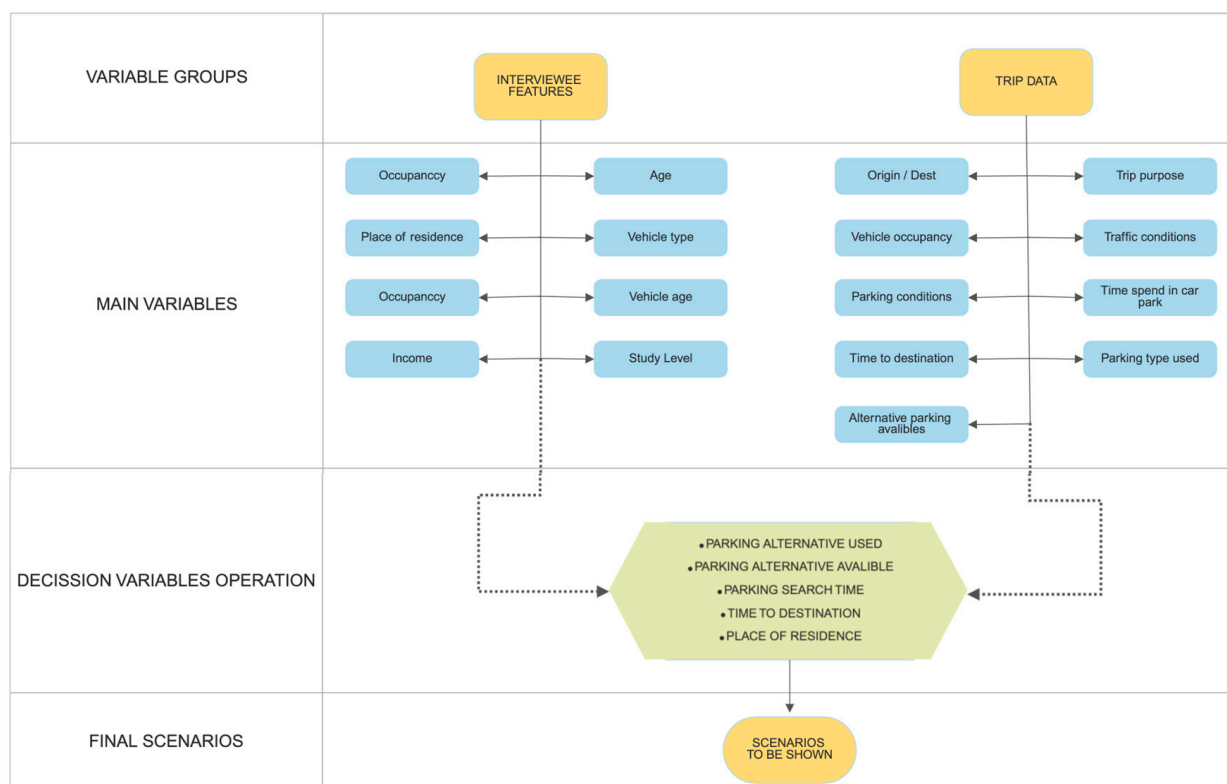 VARIABLE GROUPS
INTERVIEWEE
FEATURES
TRIP DATA
MAIN VARIABLES
Occupanccy
Age
Origin / Dest
Trip purpose
Place of residence
Vehicle type
Vehicle occupancy
Traffic conditions
Occupanccy
Vehicle age
Parking conditions
Time spend in car
park
Income
Study Level
Time to destination
Parking type used
Alternative parking
avalibles
DECISSION VARIABLES OPERATION
•PARKING ALTERNATIVE USED
•PARKING ALTERNATIVE AVALIBLE
•PARKING SEARCH TIME
•TIME TO DESTINATION
•PLACE OF RESIDENCE
FINAL SCENARIOS
SCENARIOS
TO BE SHOWN